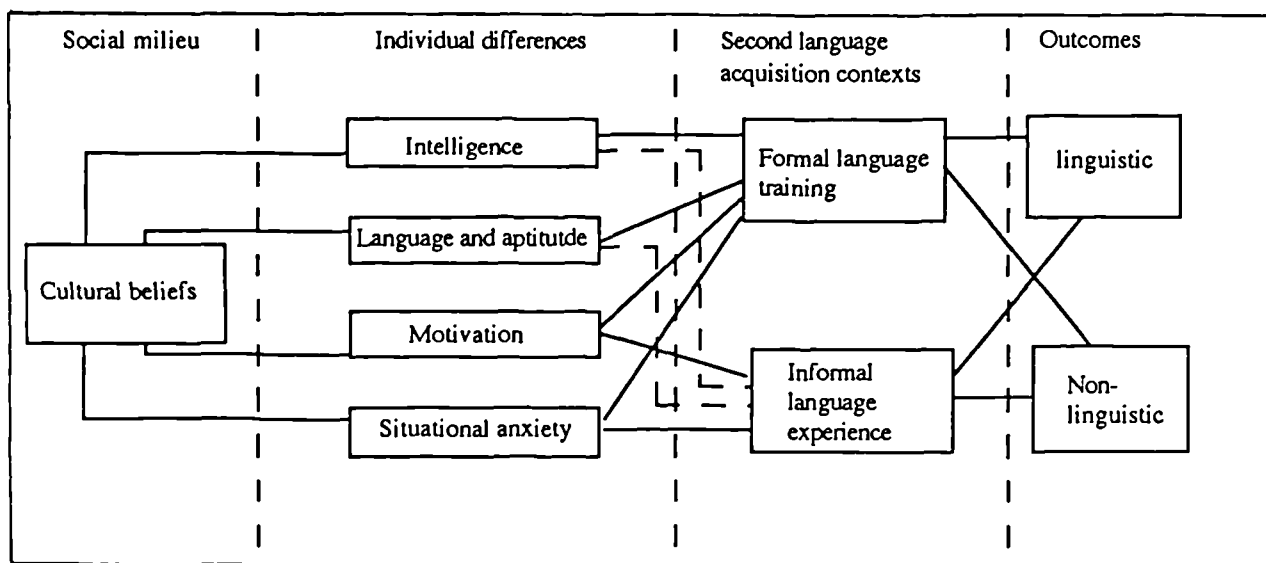 Social milieu
Individual differences
Second language
acquisition contexts
Outcomes
Intelligence
Language and aptitutde
Cultural beliefs
Motivation
Situational anxiety
Formal language
training
Informal
language
experience
linguistic
Non-
linguistic